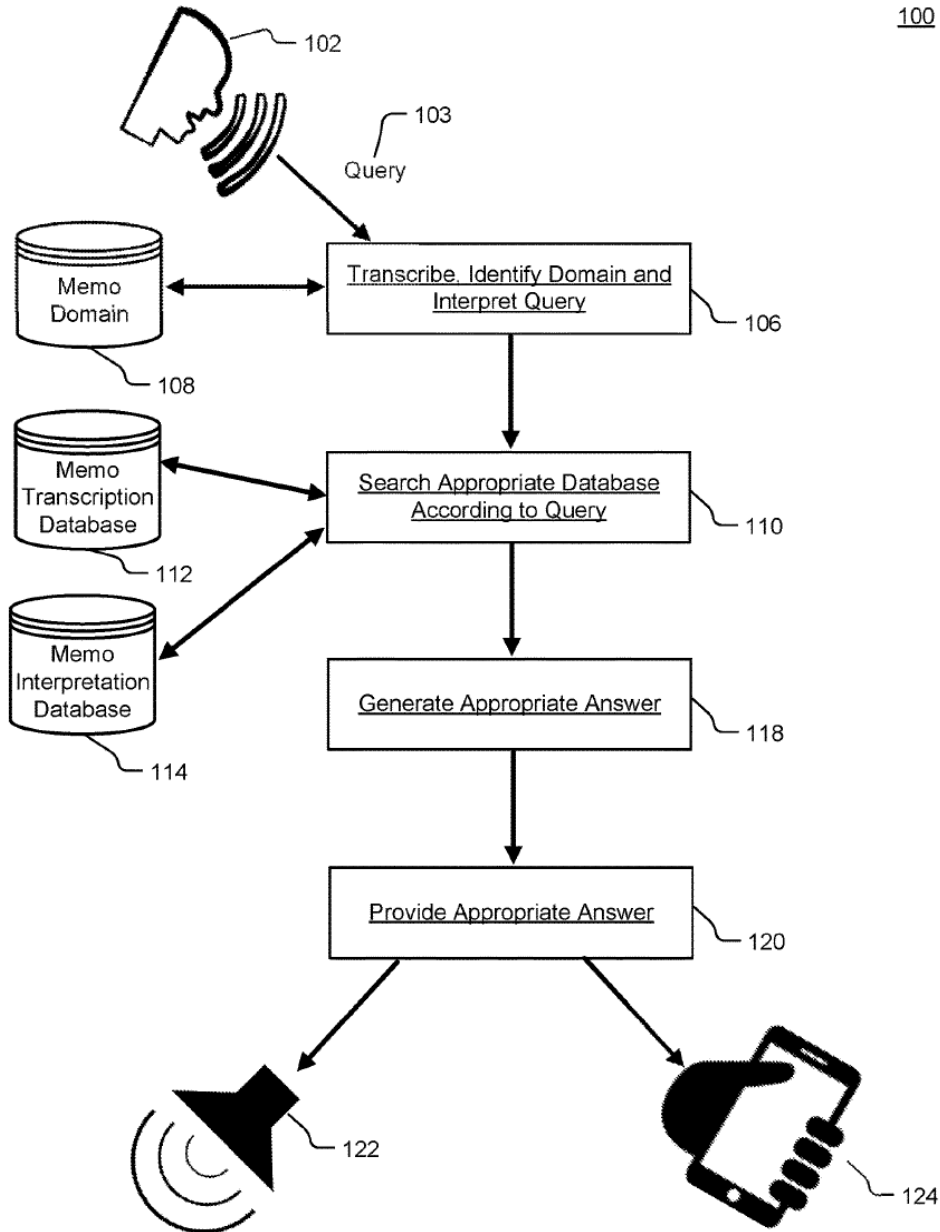 100
102
103
Query
Memo
Domain
Transcribe, Identify Domain and
Interpret Query
106
108
Memo
Transcription
Database
Search Appropriate Database
According to Query
110
112
Memo
Interpretation
Database
Generate Appropriate Answer
118
114
Provide Appropriate Answer
120
122
124